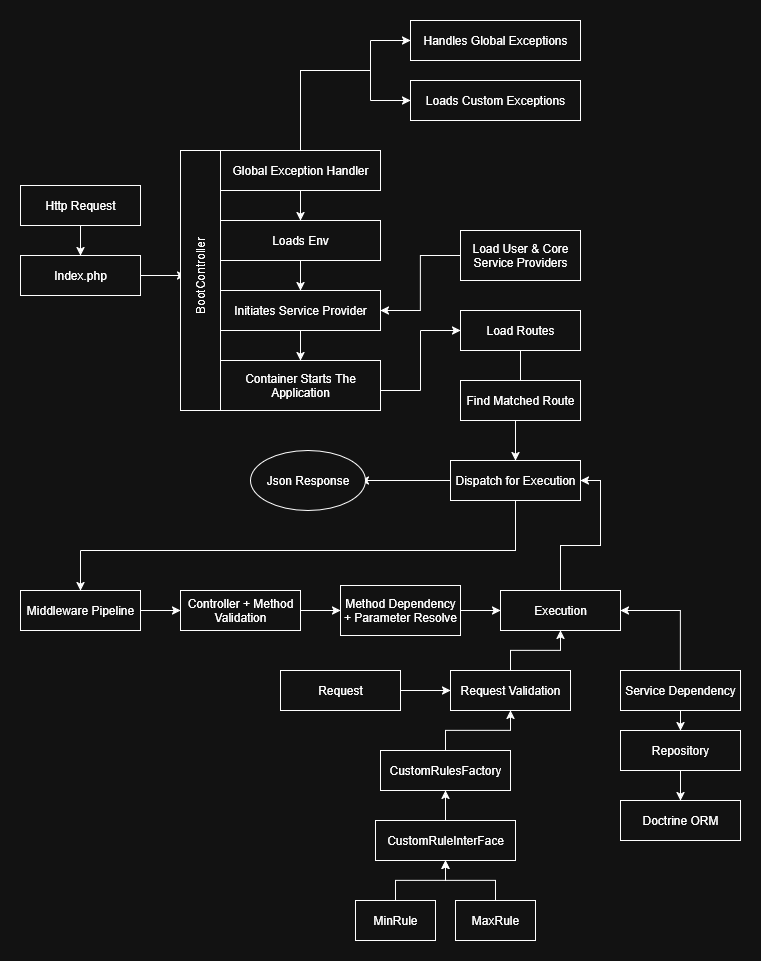 Handles Global Exceptions
Loads Custom Exceptions
Global Exception Handler
Http Request
BootController
Loads Env
Load User & Core
Service Providers
Index.php
Initiates Service Provider
Load Routes
Container Starts The
Application
Find Matched Route
Json Response
Dispatch for Execution
Middleware Pipeline
Controller + Method
Validation
Method Dependency
+ Parameter Resolve
Execution
Request
Request Validation
Service Dependency
CustomRulesFactory
Repository
CustomRuleInterFace
Doctrine ORM
MinRule
MaxRule